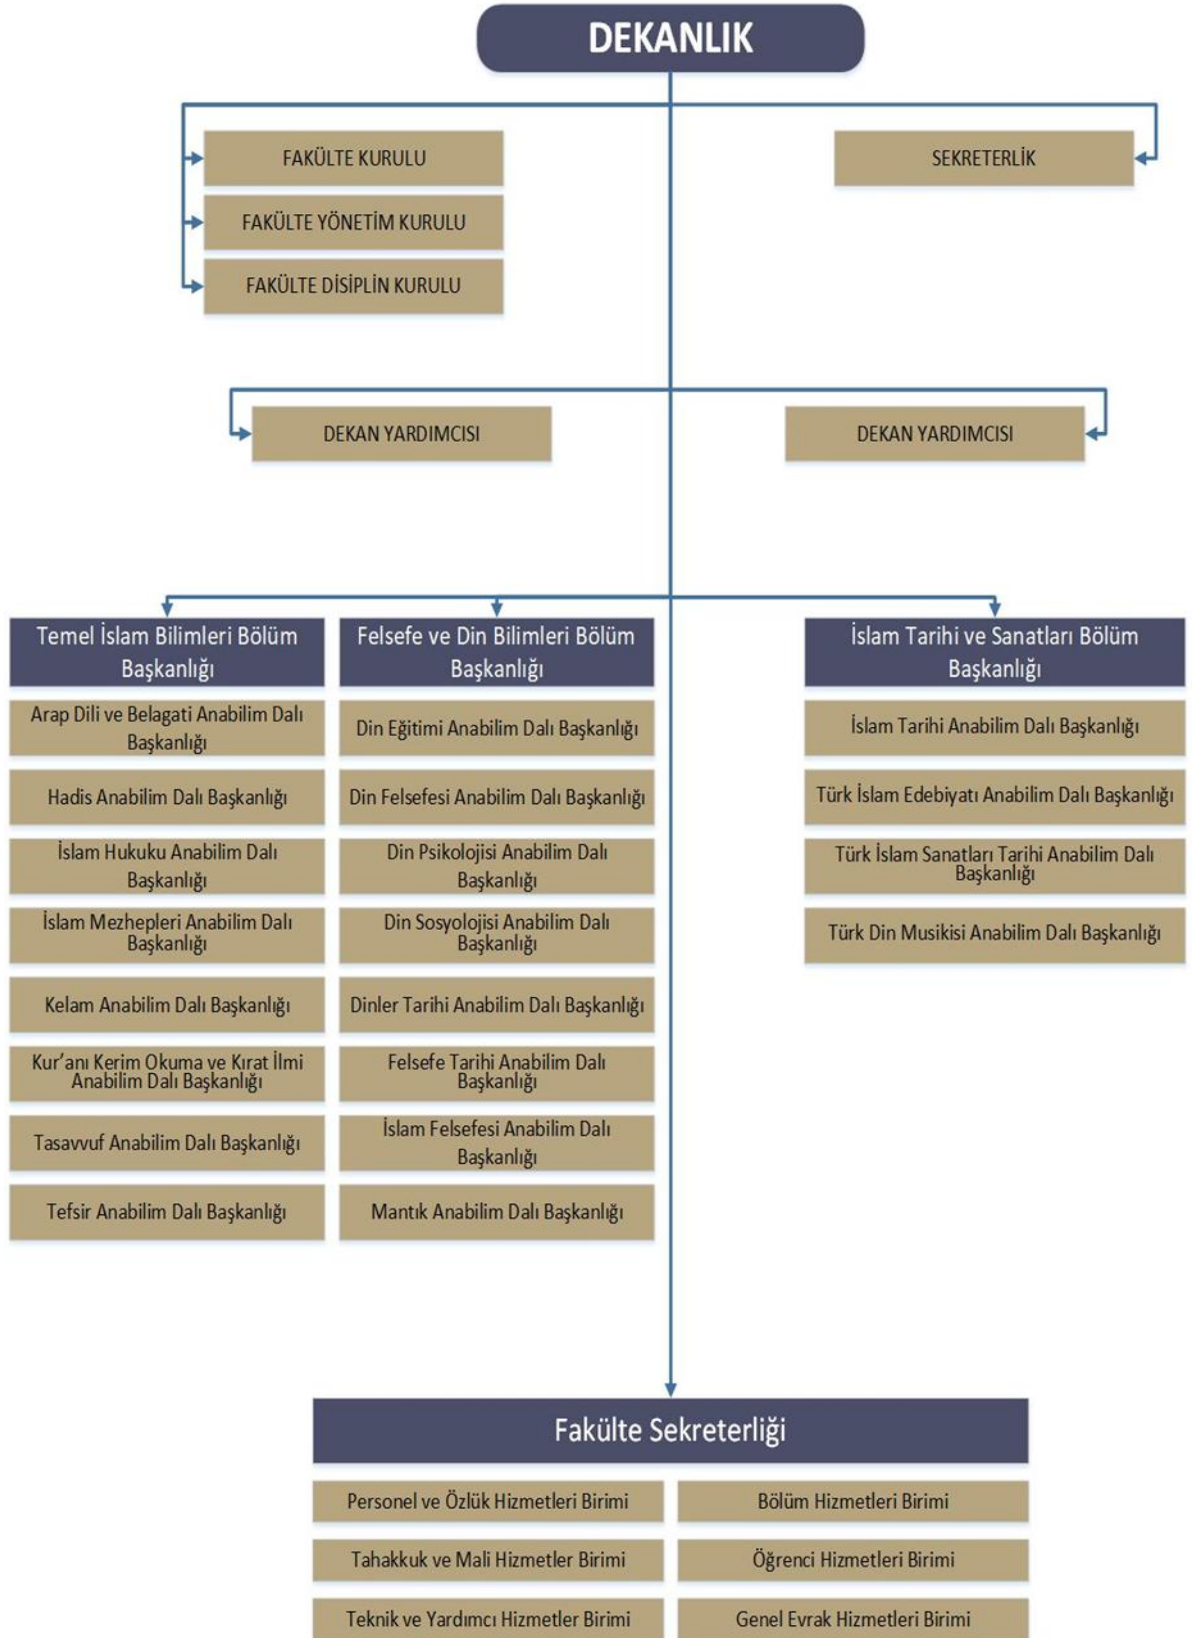 DEKANLIK
FAKÜLTE KURULU
SEKRETERLİK
FAKÜLTE YÖNETİM KURULU
FAKÜLTE DİSİPLİN KURULU
DEKAN YARDIMCISI
DEKAN YARDIMCISI
Temel İslam Bilimleri Bölüm
Başkanlığı
Arap Dili ve Belagati Anabilim Dalı
Başkanlığı
Hadis Anabilim Dalı Başkanlığı
İslam Hukuku Anabilim Dalı
Başkanlığı
İslam Mezhepleri Anabilim Dalı
Başkanlığı
Kelam Anabilim Dalı Başkanlığı
Kur’anı Kerim Okuma ve Kırat İlmi
Anabilim Dalı Başkanlığı
Tasavvuf Anabilim Dalı Başkanlığı
Tefsir Anabilim Dalı Başkanlığı
Felsefe ve Din Bilimleri Bölüm
Başkanlığı
Din Eğitimi Anabilim Dalı Başkanlığı
Din Felsefesi Anabilim Dalı Başkanlığı
Din Psikolojisi Anabilim Dalı
Başkanlığı
Din Sosyolojisi Anabilim Dalı
Başkanlığı
Dinler Tarihi Anabilim Dalı Başkanlığı
Felsefe Tarihi Anabilim Dalı
Başkanlığı
İslam Felsefesi Anabilim Dalı
Başkanlığı
Mantık Anabilim Dalı Başkanlığı
İslam Tarihi ve Sanatları Bölüm
Başkanlığı
İslam Tarihi Anabilim Dalı Başkanlığı
Türk İslam Edebiyatı Anabilim Dalı Başkanlığı
Türk İslam Sanatları Tarihi Anabilim Dalı
Başkanlığı
Türk Din Musikisi Anabilim Dalı Başkanlığı
Fakülte Sekreterliği
Personel ve Özlük Hizmetleri Birimi
Bölüm Hizmetleri Birimi
Tahakkuk ve Mali Hizmetler Birimi
Öğrenci Hizmetleri Birimi
Teknik ve Yardımcı Hizmetler Birimi
Genel Evrak Hizmetleri Birimi